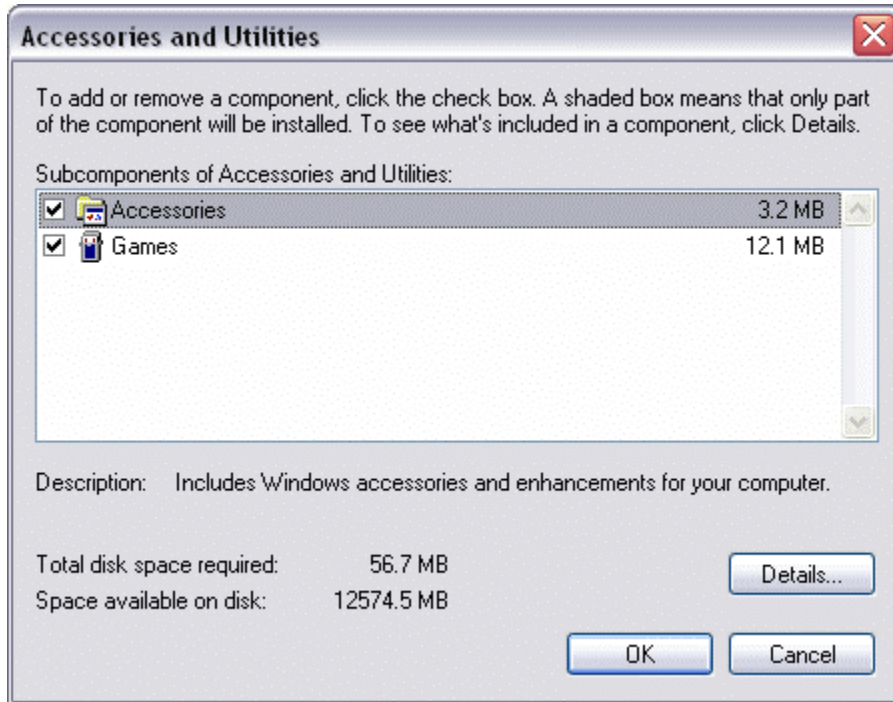 Accessories and Utilities
To add or remove a component, click the check box. A shaded box means that only part
of the component will be installed. To see what's included in a component, click Details.
Subcomponents of Accessories and Utilities:
Accessories 3.2 MB
Games 12.1 MB
Description: Includes Windows accessories and enhancements for your computer.
Total disk space required: 56.7 MB
Details...
Space available on disk: 12574.5 MB
OK Cancel